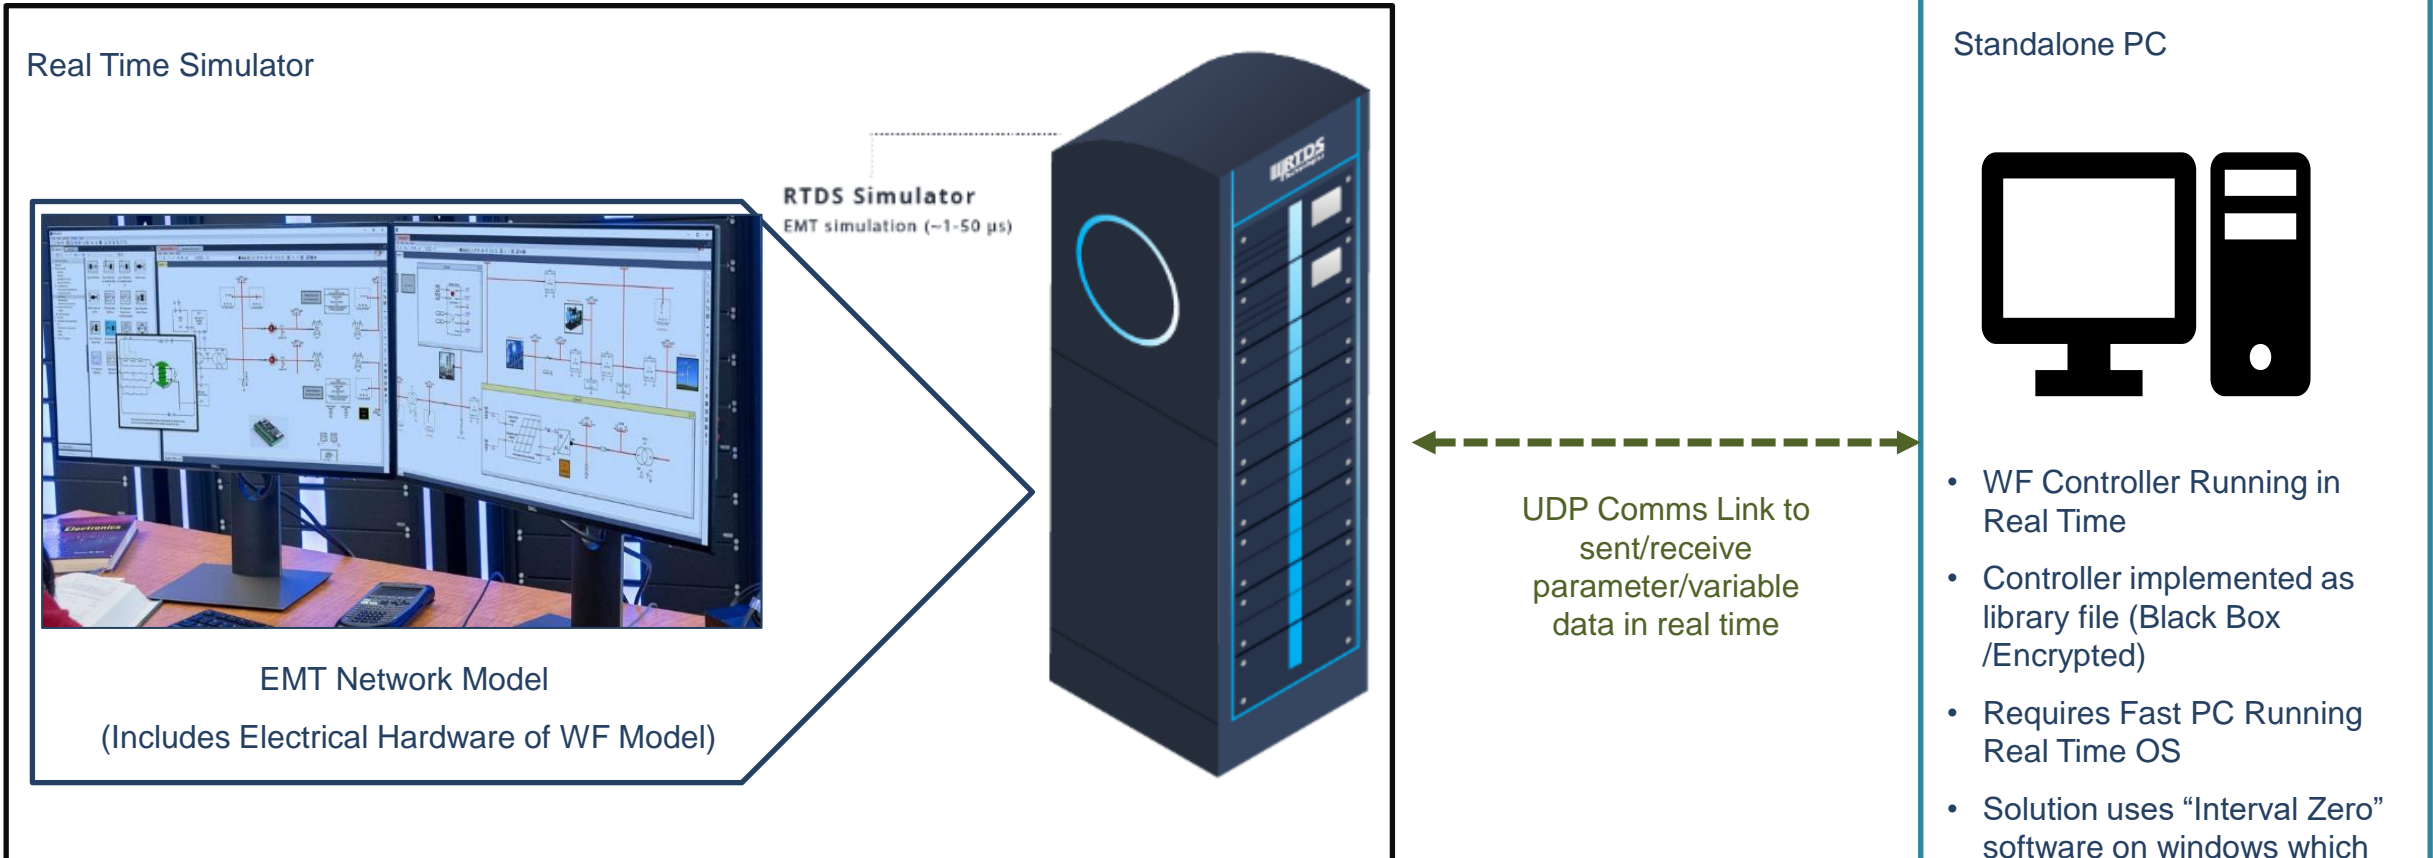 Real Time Simulator
RTDS Simulator
EMT simulation (~1-50 µs)
RTDS
Technologies
Electronics
EMT Network Model
(Includes Electrical Hardware of WF Model)
UDP Comms Link to
sent/receive
parameter/variable
data in real time
Standalone PC
• WF Controller Running in
Real Time
• Controller implemented as
library file (Black Box
/Encrypted)
• Requires Fast PC Running
Real Time OS
• Solution uses “Interval Zero”
software on windows which